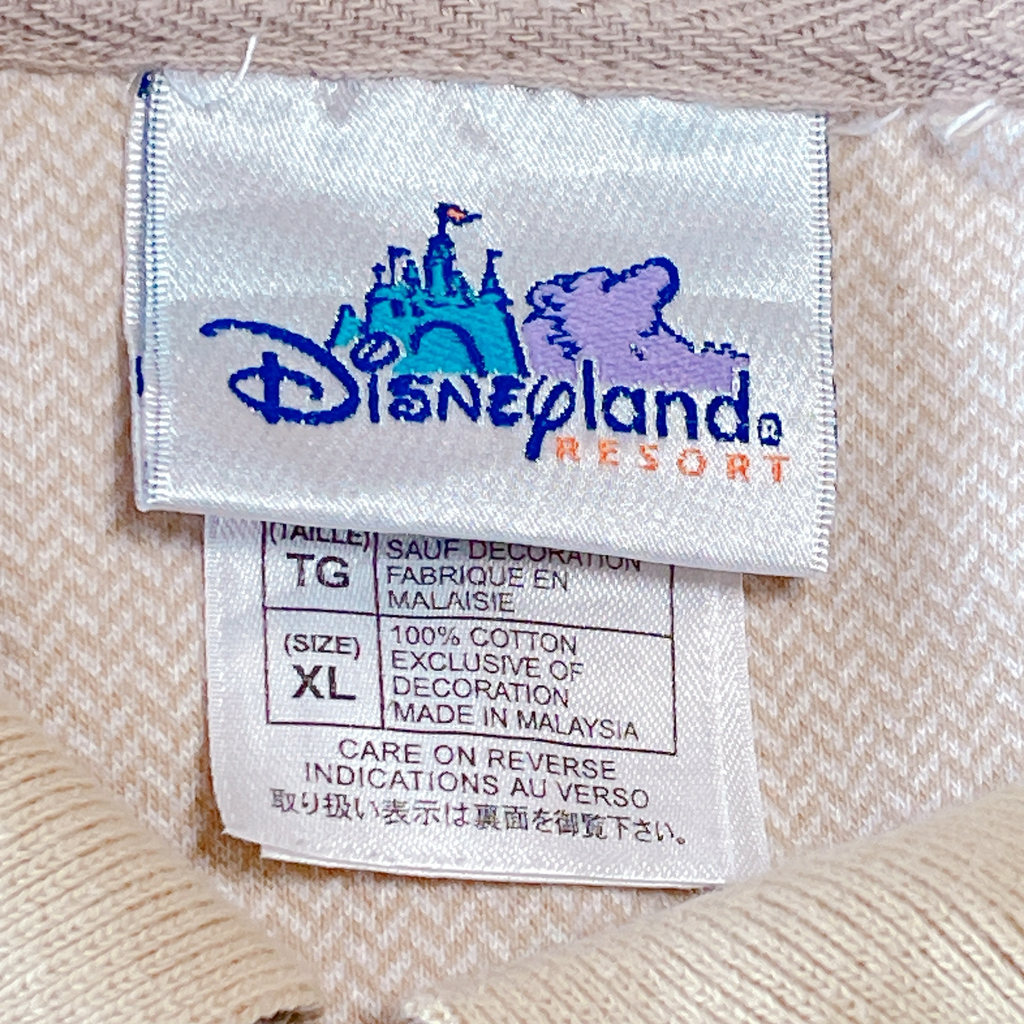 Disneyland®
RESORT
(TAILLE)
TG
SAUF DECORATION
FABRIQUE EN
MALAISIE
(SIZE)
XL
100% COTTON
EXCLUSIVE OF
DECORATION
MADE IN MALAYSIA
CARE ON REVERSE
INDICATIONS AU VERSO
取り扱い表示は裏面を御覧下さい。